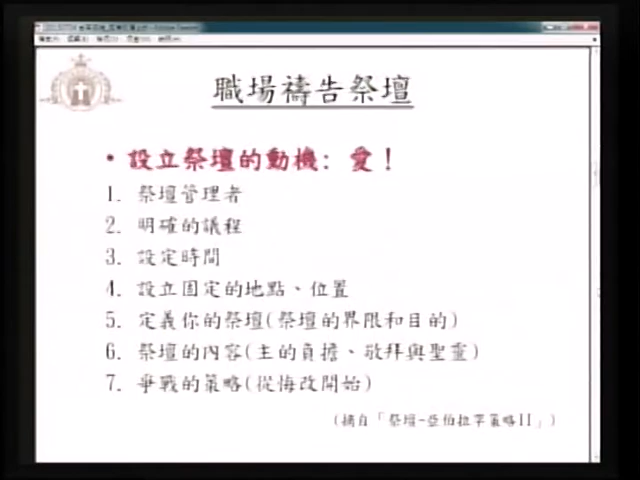 職場禱告祭壇
• 設立祭壇的動機: 愛!
1. 祭壇管理者
2. 明確的議程
3. 設定時間
4. 設立固定的地點、位置
5. 定義你的祭壇(祭壇的界限和目的)
6. 祭壇的內容(主的負擔、敬拜與聖靈)
7. 爭戰的策略(從悔改開始)
(摘自「祭壇-亞伯拉罕策略II」)